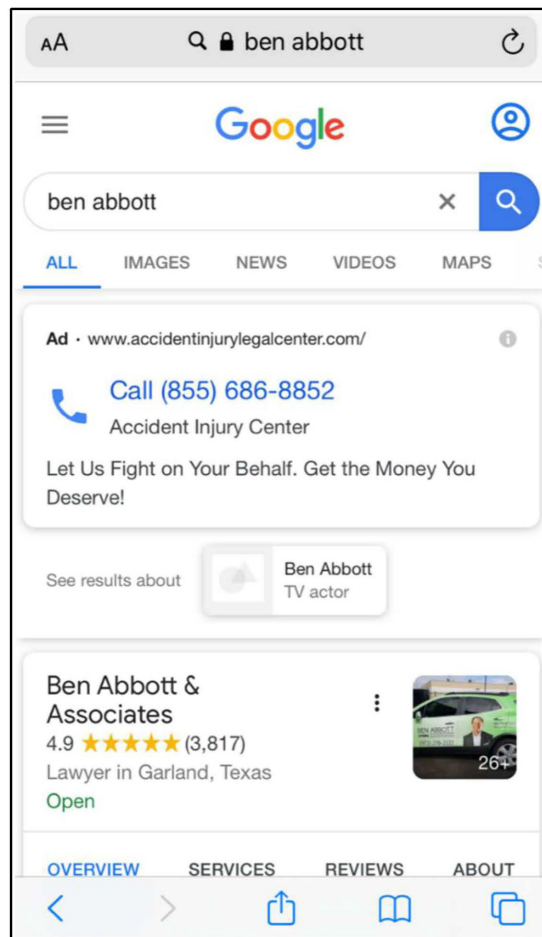 AA ben abbott
Google
ben abbott
ALL IMAGES NEWS VIDEOS MAPS
Ad · www.accidentinjurylegalcenter.com/
Call (855) 686-8852
Accident Injury Center
Let Us Fight on Your Behalf. Get the Money You
Deserve!
See results about
Ben Abbott
TV actor
Ben Abbott &
Associates
4.9 (3,817)
Lawyer in Garland, Texas
Open
BEN ABBOTT
26+
OVERVIEW SERVICES REVIEWS ABOUT